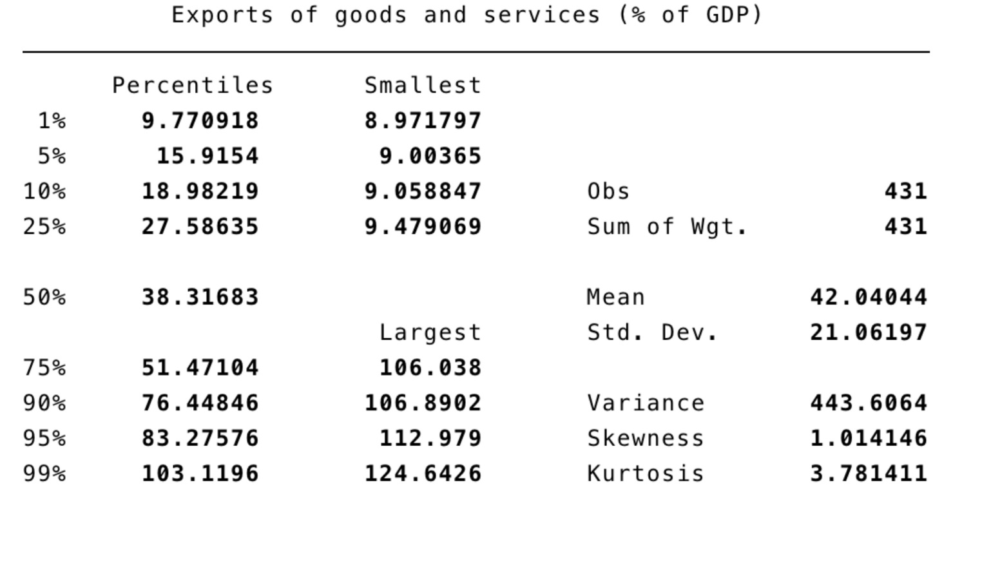 Exports of goods and services (% of GDP)
Percentiles Smallest
1% 9.770918 8.971797
5% 15.9154 9.00365
10% 18.98219 9.058847 Obs 431
25% 27.58635 9.479069 Sum of Wgt. 431
50% 38.31683 Mean 42.04044
Largest Std. Dev. 21.06197
75% 51.47104 106.038
90% 76.44846 106.8902 Variance 443.6064
95% 83.27576 112.979 Skewness 1.014146
99% 103.1196 124.6426 Kurtosis 3.781411